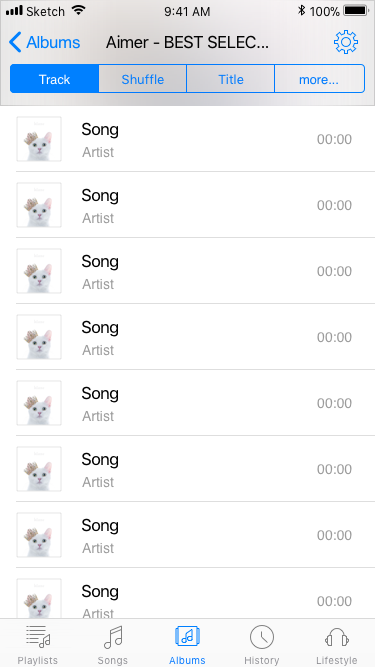 Sketch 9:41 AM 100%
Albums Aimer - BEST SELEC...
Track Shuffle Title more...
Song
Artist 00:00
Song
Artist 00:00
Song
Artist 00:00
Song
Artist 00:00
Song
Artist 00:00
Song
Artist 00:00
Song
Artist 00:00
Song
Artist 00:00
Playlists Songs Albums History Lifestyle